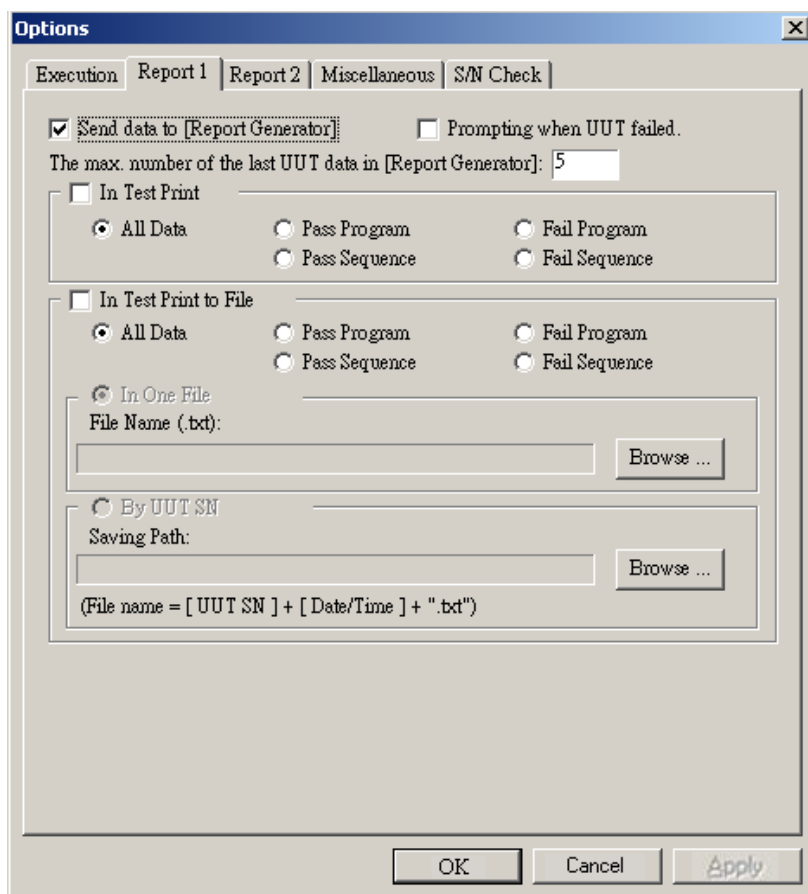 Options
Execution Report 1 Report 2 Miscellaneous S/N Check
Send data to [Report Generator] Prompting when UUT failed.
The max. number of the last UUT data in [Report Generator]: 5
In Test Print
All Data Pass Program Fail Program
Pass Sequence Fail Sequence
In Test Print to File
All Data Pass Program Fail Program
Pass Sequence Fail Sequence
In One File
File Name (.txt):
Browse ...
By UUT SN
Saving Path:
Browse ...
(File name = [ UUT SN ] + [ Date/Time ] + ".txt")
OK Cancel Apply